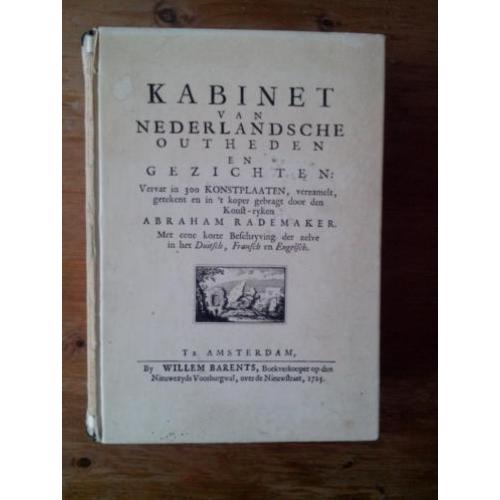 KABINET
VAN
NEDERLANDSCHE
OUTHEDEN
EN
GEZICHTEN:
Vervat in 300 KONSTPLAATEN, verzamelt,
getekent en in 't koper gebragt door den
Konst-ryken
ABRAHAM RADEMAKER.
Met eene korte Beschryving der zelve
in het Duitsch, Fransch en Engelsch.
TE AMSTERDAM,
By WILLEM BARENTS, Boekverkooper op den
Nieuwezyds Voorburgwal, over de Nieuwstraat, 1725.